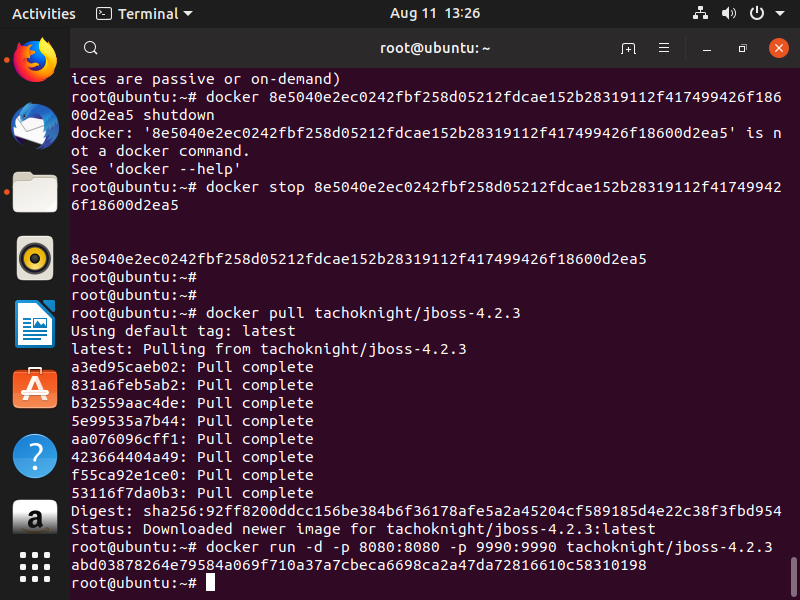 Activities
Terminal
Aug 11 13:26
root@ubuntu: ~
ices are passive or on-demand)
root@ubuntu:~# docker 8e5040e2ec0242fbf258d05212fdcae152b28319112f417499426f186
00d2ea5 shutdown
docker: '8e5040e2ec0242fbf258d05212fdcae152b28319112f417499426f18600d2ea5' is n
ot a docker command.
See 'docker --help'
root@ubuntu:~# docker stop 8e5040e2ec0242fbf258d05212fdcae152b28319112f41749942
6f18600d2ea5
8e5040e2ec0242fbf258d05212fdcae152b28319112f417499426f18600d2ea5
root@ubuntu:~#
root@ubuntu:~#
root@ubuntu:~# docker pull tachoknight/jboss-4.2.3
Using default tag: latest
latest: Pulling from tachoknight/jboss-4.2.3
a3ed95caeb02: Pull complete
831a6feb5ab2: Pull complete
b32559aac4de: Pull complete
5e99535a7b44: Pull complete
aa076096cff1: Pull complete
423664404a49: Pull complete
f55ca92e1ce0: Pull complete
53116f7da0b3: Pull complete
Digest: sha256:92ff8200ddcc156be384b6f36178afe5a2a45204cf589185d4e22c38f3fbd954
Status: Downloaded newer image for tachoknight/jboss-4.2.3:latest
root@ubuntu:~# docker run -d -p 8080:8080 -p 9990:9990 tachoknight/jboss-4.2.3
abd03878264e79584a069f710a37a7cbeca6698ca2a47da72816610c58310198
root@ubuntu:~#